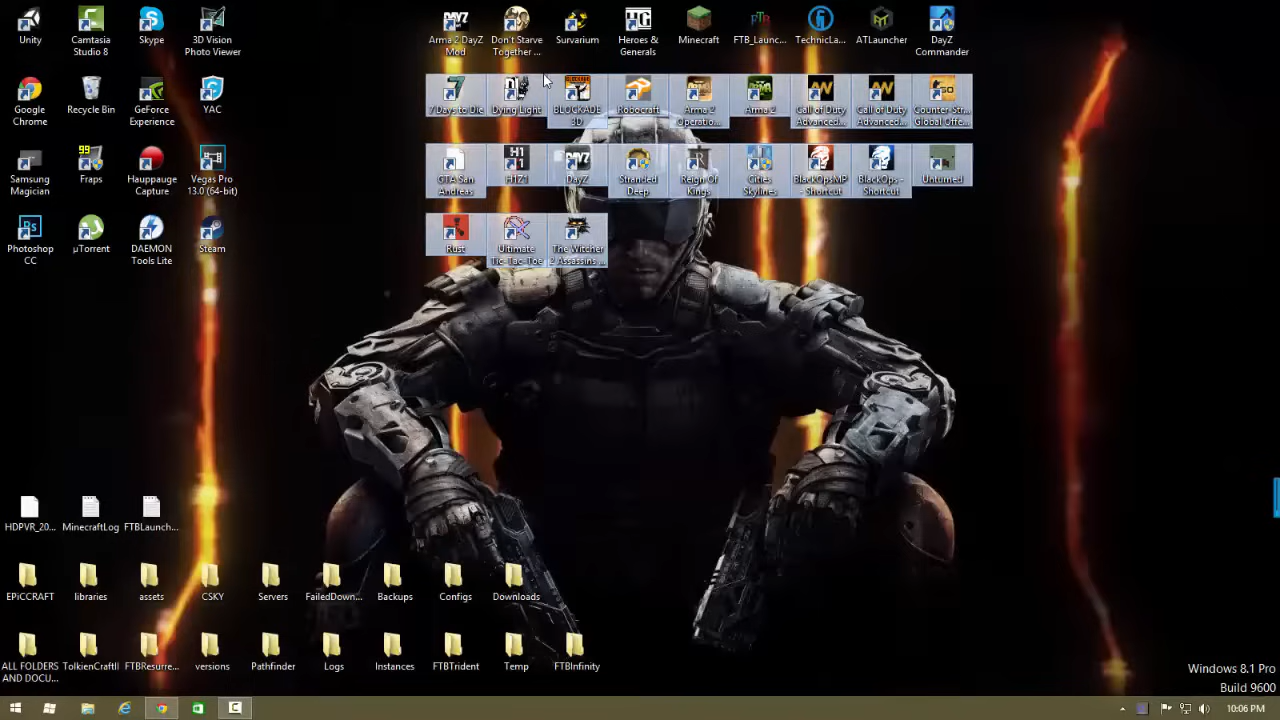 Unity
Camtasia
Studio 8
Skype
3D Vision
Photo Viewer
Arma 2 DayZ
Mod
Don't Starve
Together ...
Survarium
Heroes &
Generals
Minecraft
FTB_Launc...
TechnicLa...
ATLauncher
DayZ
Commander
Google
Chrome
Recycle Bin
GeForce
Experience
YAC
7 Days to Die
Dying Light
BLOCKADE
3D
Robocraft
Arma 2
Operatio...
Arma 2
Call of Duty
Advanced...
Call of Duty
Advanced...
Counter Str...
Global Offe...
Samsung
Magician
Fraps
Hauppauge
Capture
Vegas Pro
13.0 (64-bit)
GTA San
Andreas
H1Z1
DayZ
Stranded
Deep
Reign Of
Kings
Cities
Skylines
BlackOpsMP
- Shortcut
BlackOps -
Shortcut
Unturned
Photoshop
CC
µTorrent
DAEMON
Tools Lite
Steam
Rust
Ultimate
Tic-Tac-Toe
The Witcher
2 Assassins ...
HDPVR_20...
MinecraftLog
FTBLaunch...
EPiCCRAFT
libraries
assets
CSKY
Servers
FailedDown...
Backups
Configs
Downloads
ALL FOLDERS
AND DOCU...
TolkienCraftII
FTBResurre...
versions
Pathfinder
Logs
Instances
FTBTrident
Temp
FTBInfinity
Windows 8.1 Pro
Build 9600
10:06 PM